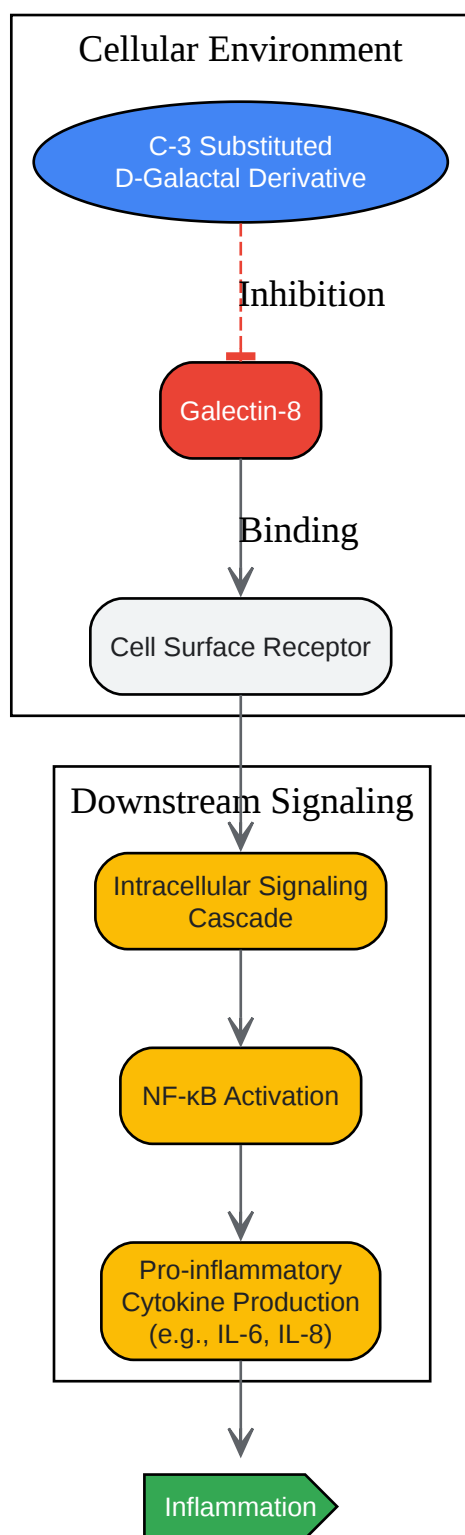 Cellular Environment
C-3 Substituted
D-Galactal Derivative
Inhibition
Galectin-8
Binding
Cell Surface Receptor
Downstream Signaling
Intracellular Signaling
Cascade
NF-κB Activation
Pro-inflammatory
Cytokine Production
(e.g., IL-6, IL-8)
Inflammation